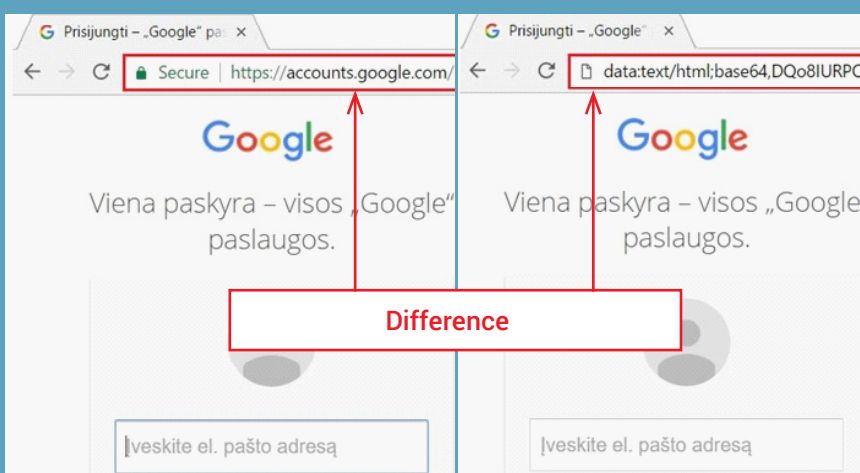 Prisijungti – „Google“ pa
Secure | https://accounts.google.com/
Google
Viena paskyra – visos „Google“
paslaugos.
Įveskite el. pašto adresą
Prisijungti – „Google“
data:text/html;base64,DQo8IURPC
Google
Viena paskyra – visos „Google
paslaugos.
Įveskite el. pašto adresą
Difference